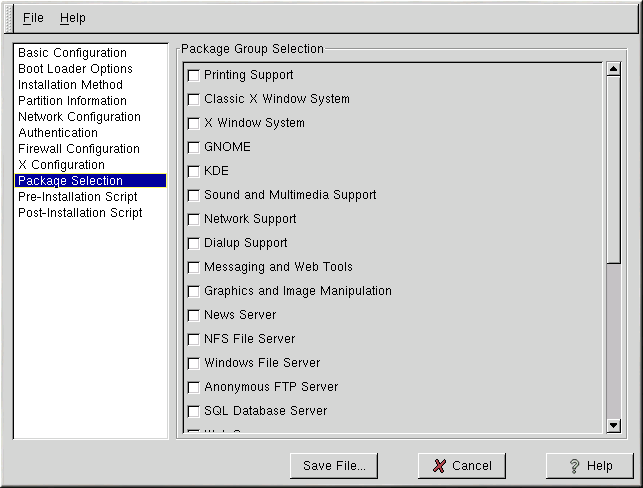 File Help
Basic Configuration
Boot Loader Options
Installation Method
Partition Information
Network Configuration
Authentication
Firewall Configuration
X Configuration
Package Selection
Pre-Installation Script
Post-Installation Script
Package Group Selection
Printing Support
Classic X Window System
X Window System
GNOME
KDE
Sound and Multimedia Support
Network Support
Dialup Support
Messaging and Web Tools
Graphics and Image Manipulation
News Server
NFS File Server
Windows File Server
Anonymous FTP Server
SQL Database Server
Save File... Cancel ? Help